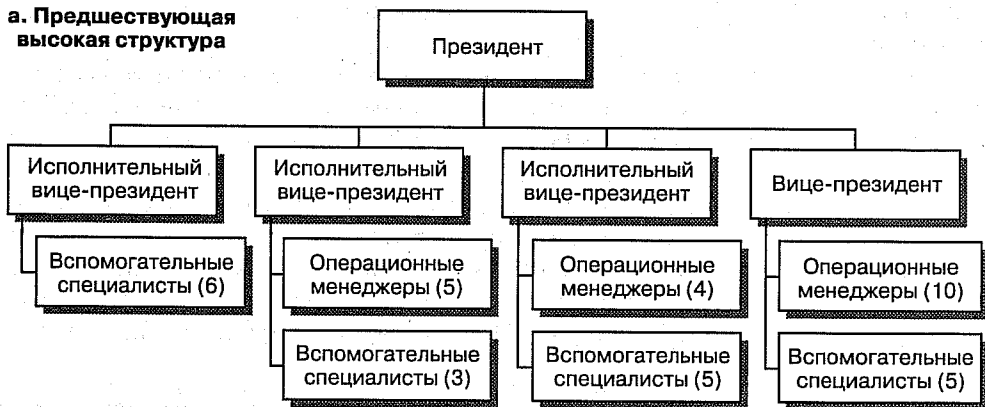 а. Предшествующая
высокая структура
Президент
Исполнительный
вице-президент
Исполнительный
вице-президент
Исполнительный
вице-президент
Вице-президент
Вспомогательные
специалисты (6)
Операционные
менеджеры (5)
Операционные
менеджеры (4)
Операционные
менеджеры (10)
Вспомогательные
специалисты (3)
Вспомогательные
специалисты (5)
Вспомогательные
специалисты (5)